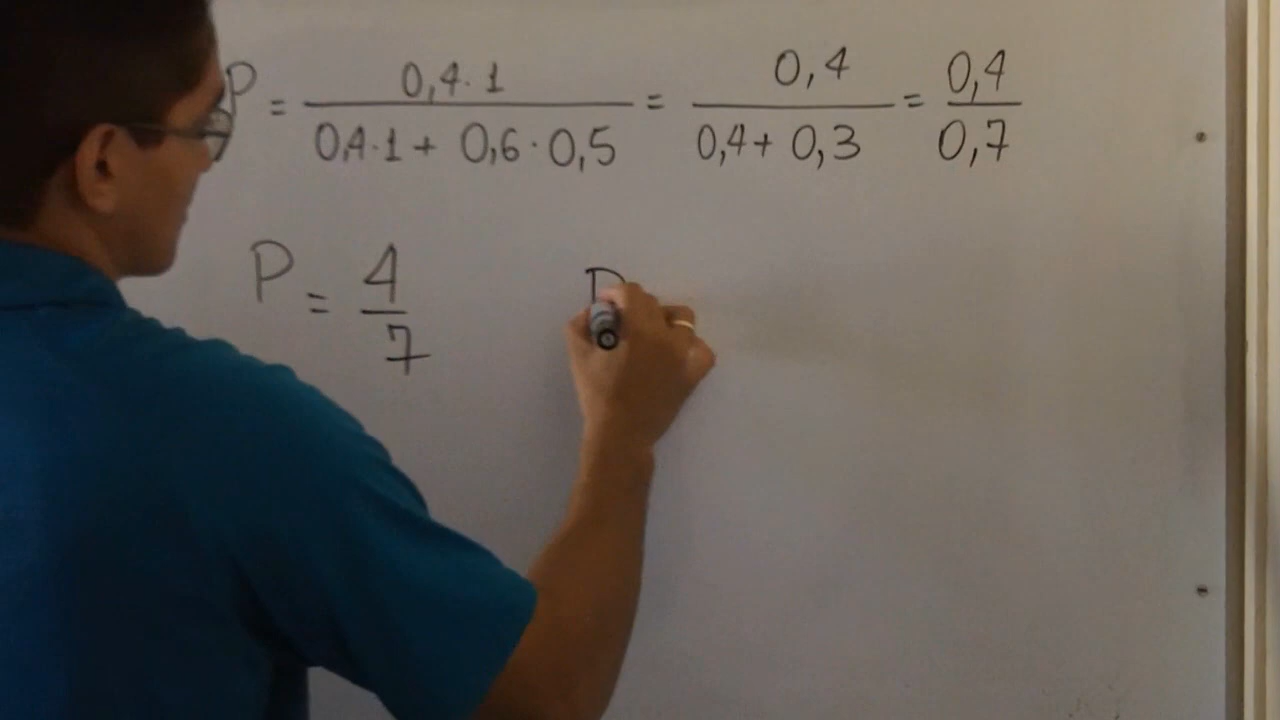 P = 0,4·1 / 0,4·1 + 0,6·0,5 = 0,4 / 0,4 + 0,3 = 0,4 / 0,7
P = 4 / 7